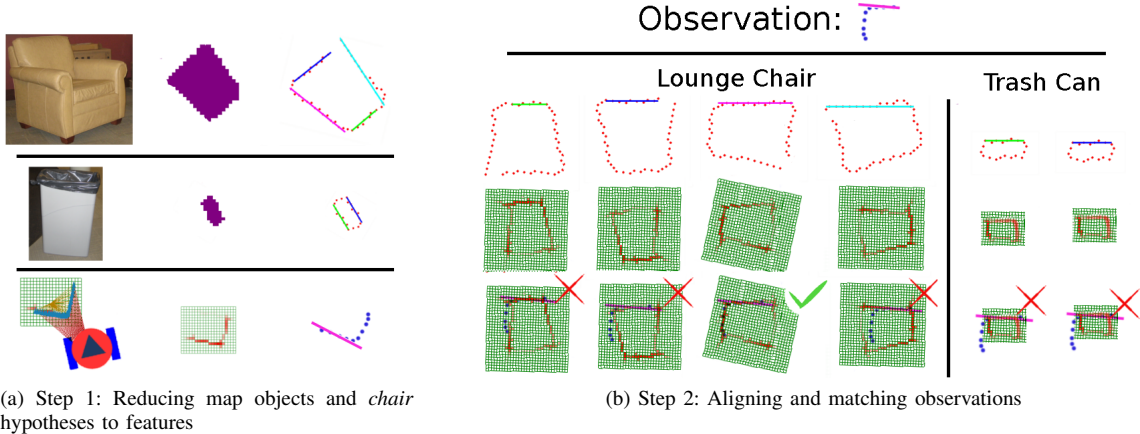 Observation:
Lounge Chair
Trash Can
(a) Step 1: Reducing map objects and chair
hypotheses to features
(b) Step 2: Aligning and matching observations